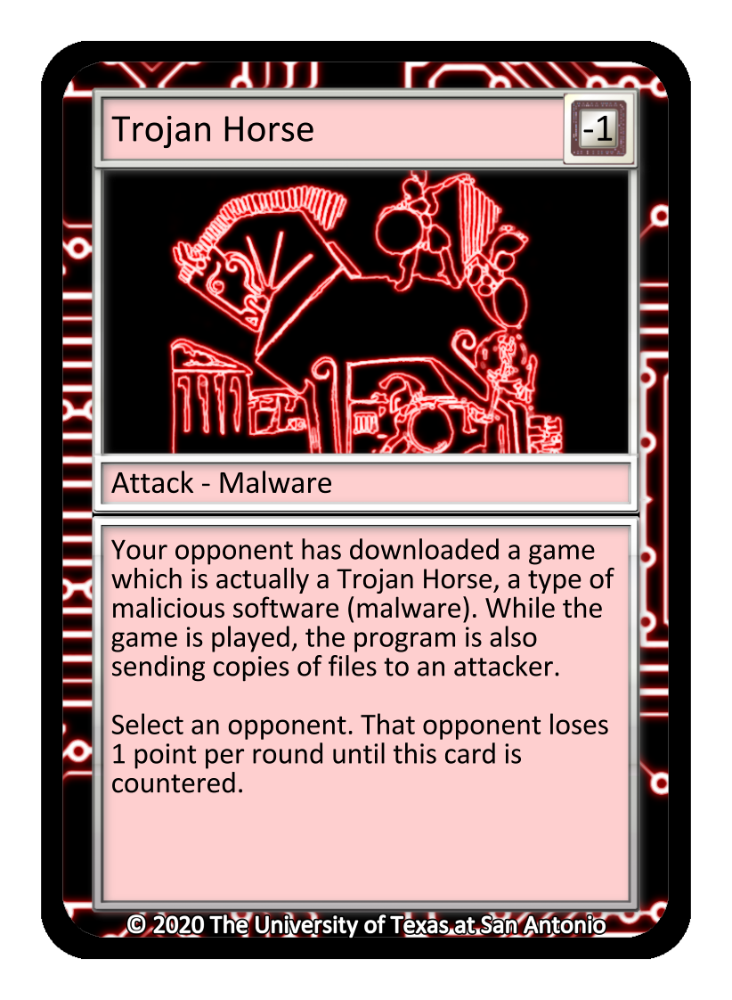 Trojan Horse
-1
Attack - Malware
Your opponent has downloaded a game
which is actually a Trojan Horse, a type of
malicious software (malware). While the
game is played, the program is also
sending copies of files to an attacker.
Select an opponent. That opponent loses
1 point per round until this card is
countered.
© 2020 The University of Texas at San Antonio